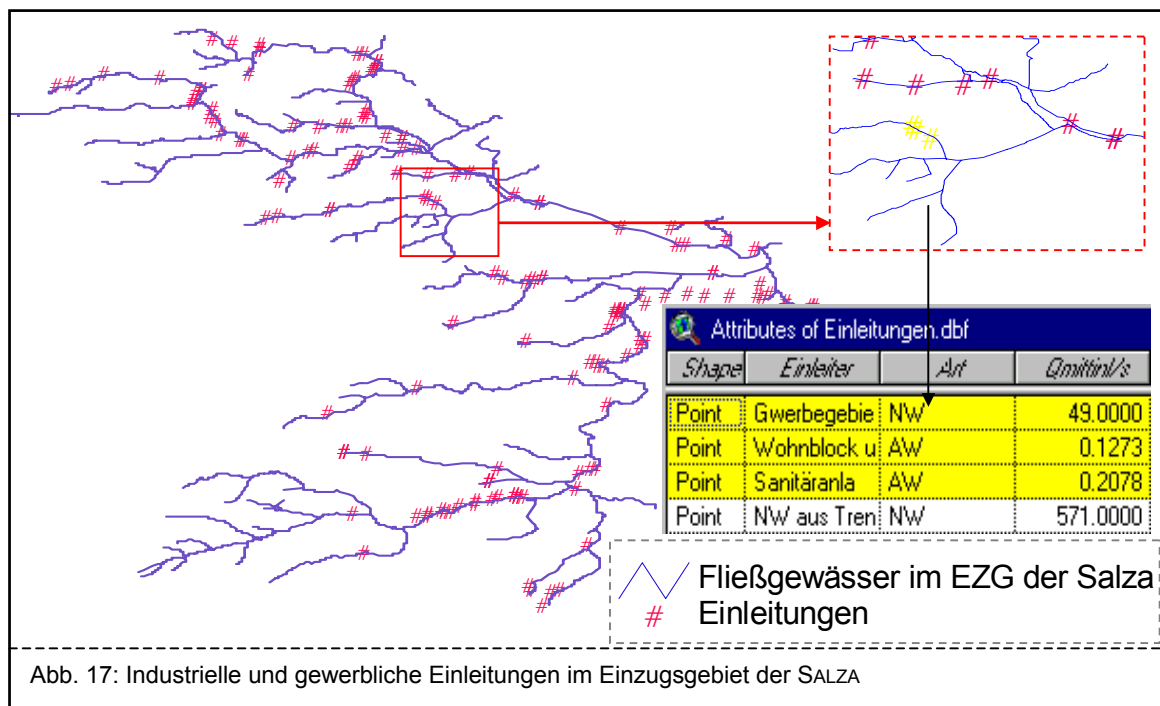 Attributes of Einleitungen.dbf
Shape Einleiter Art Qmittinl/s
Point Gwerbegebie NW 49.0000
Point Wohnblock u AW 0.1273
Point Sanitäranla AW 0.2078
Point NW aus Tren NW 571.0000
Fließgewässer im EZG der Salza
# Einleitungen
Abb. 17: Industrielle und gewerbliche Einleitungen im Einzugsgebiet der SALZA